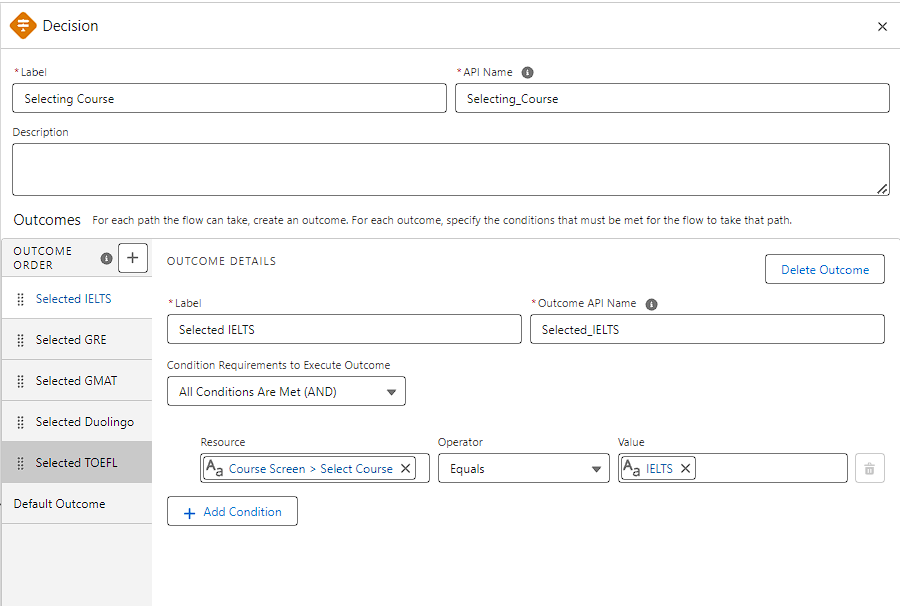 Decision
*Label
*API Name
Selecting Course
Selecting_Course
Description
Outcomes For each path the flow can take, create an outcome. For each outcome, specify the conditions that must be met for the flow to take that path.
OUTCOME ORDER
OUTCOME DETAILS
Delete Outcome
Selected IELTS
Selected GRE
Selected GMAT
Selected Duolingo
Selected TOEFL
Default Outcome
*Label
*Outcome API Name
Selected IELTS
Selected_IELTS
Condition Requirements to Execute Outcome
All Conditions Are Met (AND)
Resource
Operator
Value
Aa Course Screen > Select Course
Equals
Aa IELTS
+ Add Condition